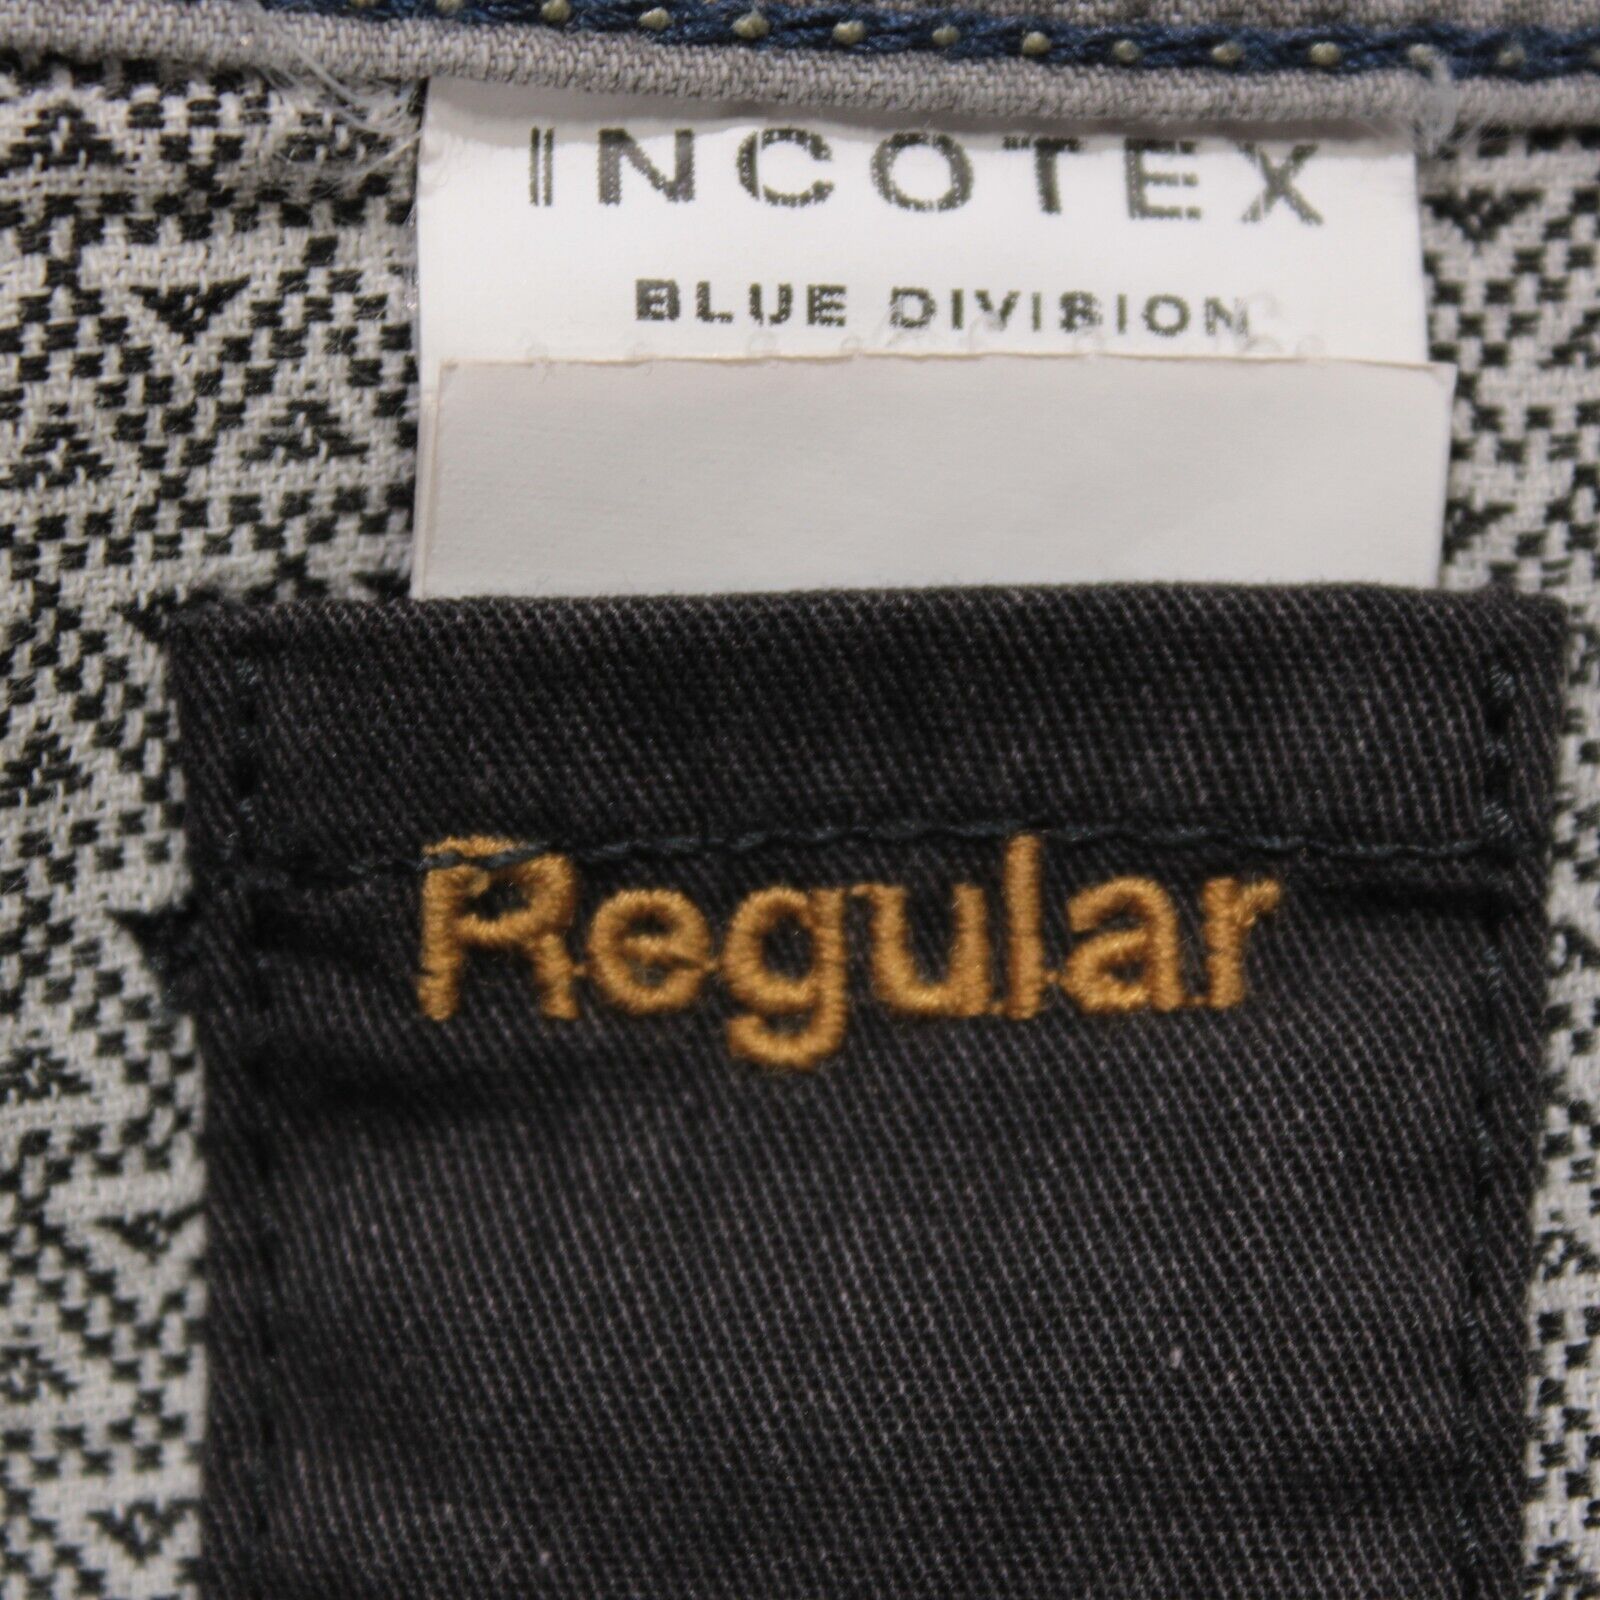 INCOTEX
BLUE DIVISION
Regular